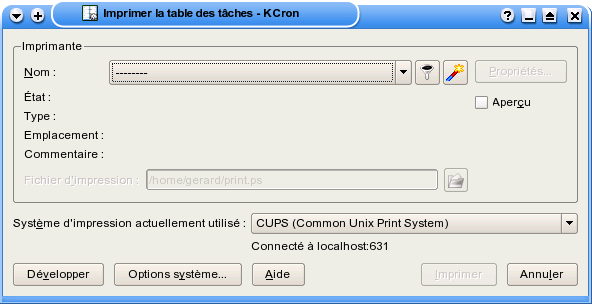 Imprimer la table des tâches - KCron
Imprimante
Nom : -------- Propriétés...
État : Aperçu
Type :
Emplacement :
Commentaire :
Fichier d'impression : /home/gerard/print.ps
Système d'impression actuellement utilisé : CUPS (Common Unix Print System)
Connecté à localhost:631
Développer Options système... Aide Imprimer Annuler